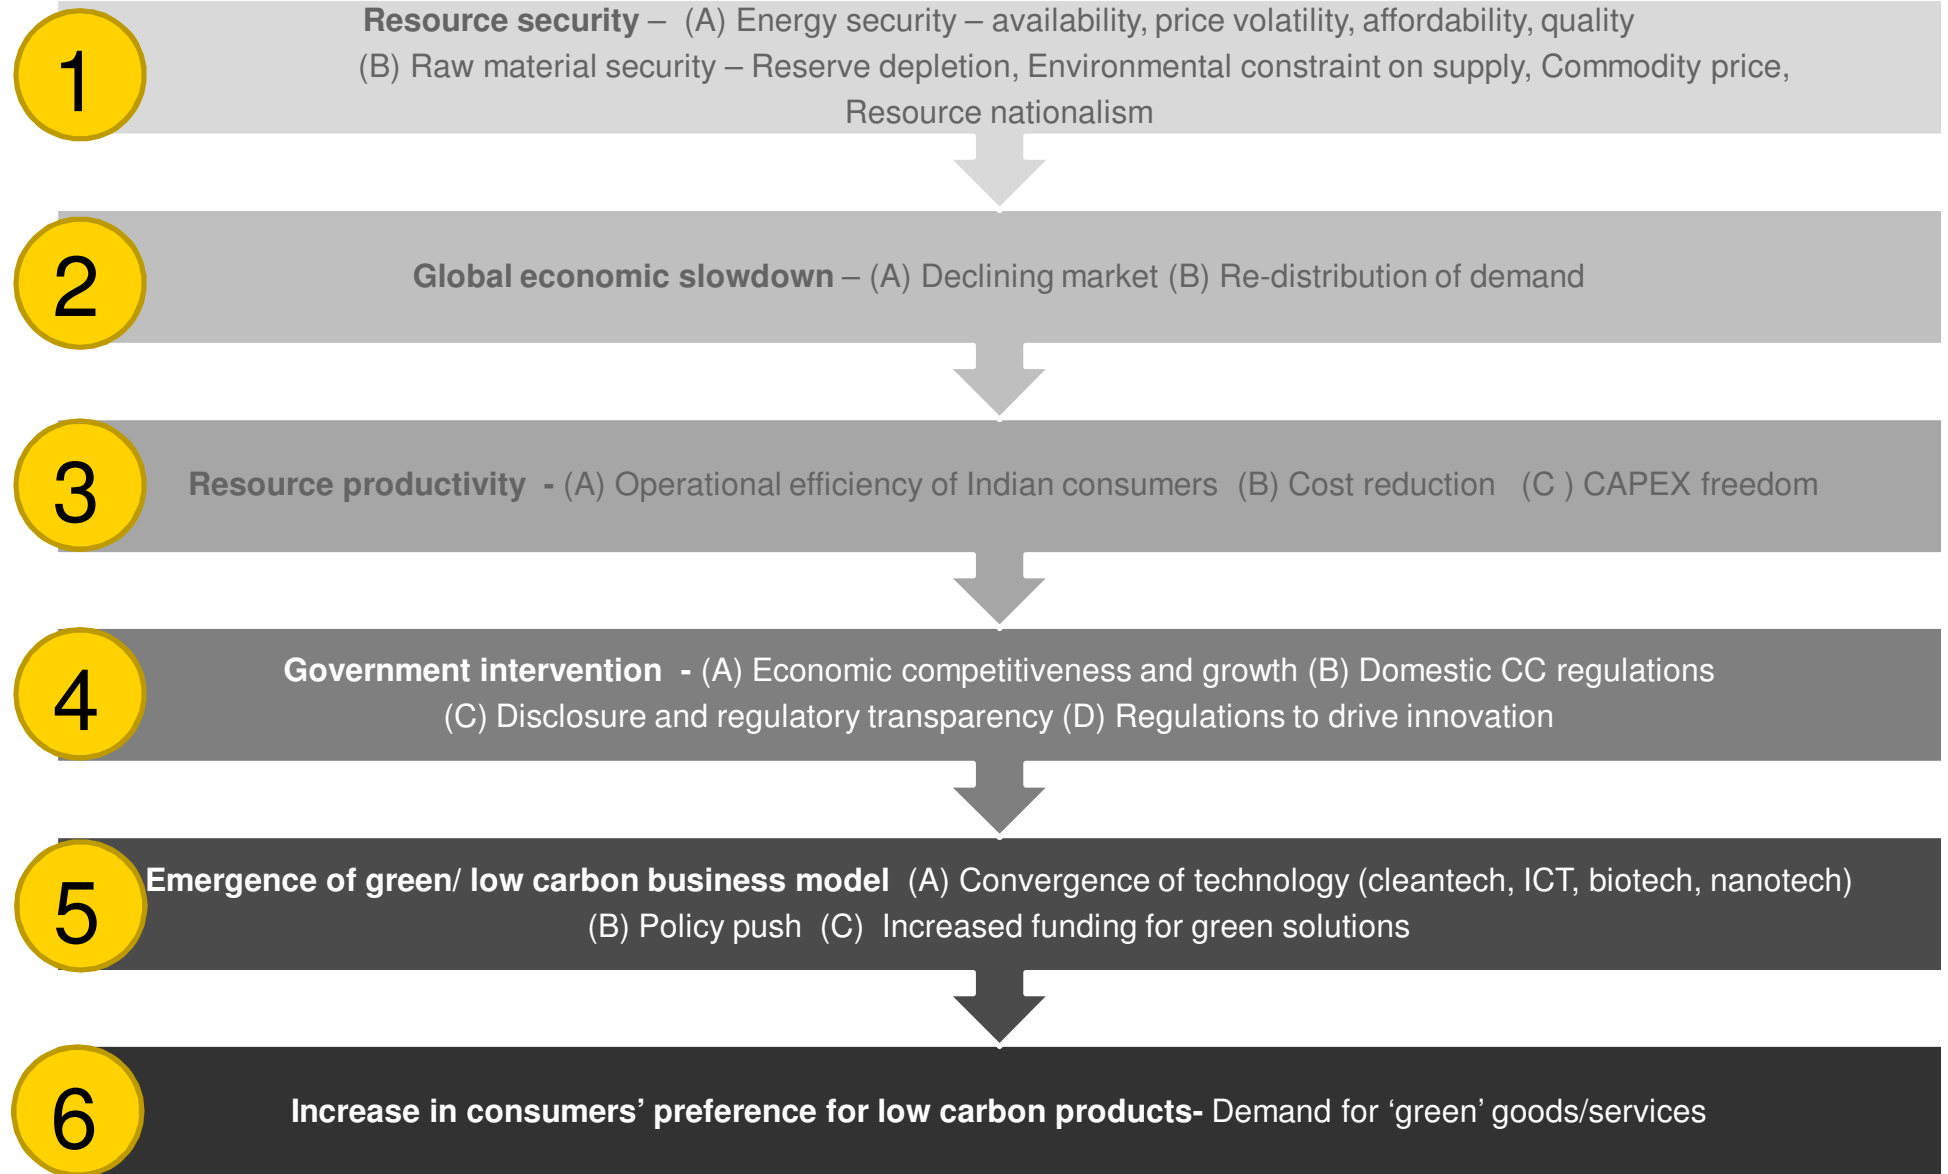 1
Resource security – (A) Energy security – availability, price volatility, affordability, quality
(B) Raw material security – Reserve depletion, Environmental constraint on supply, Commodity price,
Resource nationalism
2
Global economic slowdown – (A) Declining market (B) Re-distribution of demand
3
Resource productivity - (A) Operational efficiency of Indian consumers (B) Cost reduction (C ) CAPEX freedom
4
Government intervention - (A) Economic competitiveness and growth (B) Domestic CC regulations
(C) Disclosure and regulatory transparency (D) Regulations to drive innovation
5
Emergence of green/ low carbon business model (A) Convergence of technology (cleantech, ICT, biotech, nanotech)
(B) Policy push (C) Increased funding for green solutions
6
Increase in consumers’ preference for low carbon products- Demand for ‘green’ goods/services